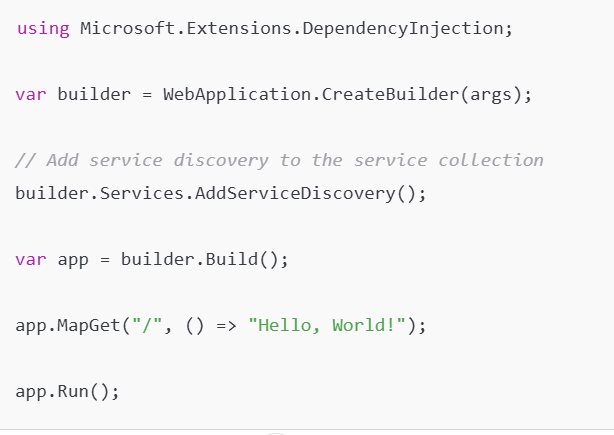 using Microsoft.Extensions.DependencyInjection;
var builder = WebApplication.CreateBuilder(args);
// Add service discovery to the service collection
builder.Services.AddServiceDiscovery();
var app = builder.Build();
app.MapGet("/", () => "Hello, World!");
app.Run();